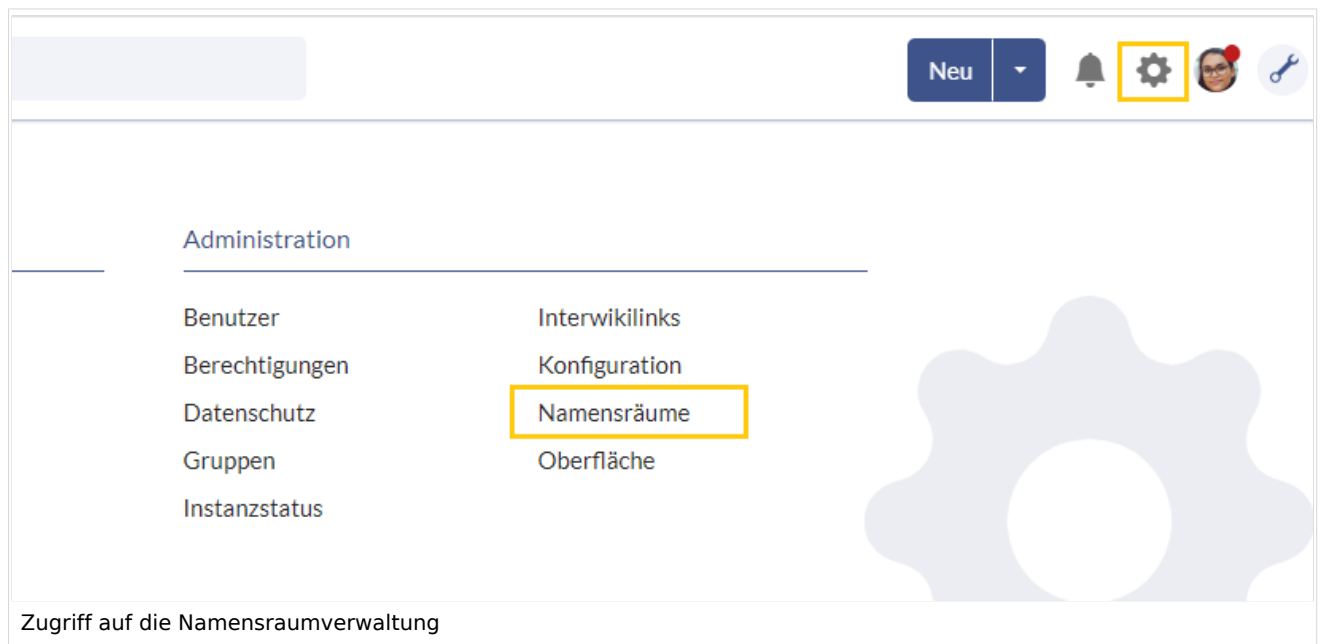 Neu
Administration
Benutzer
Berechtigungen
Datenschutz
Gruppen
Instanzstatus
Interwikilinks
Konfiguration
Namensräume
Oberfläche
Zugriff auf die Namensraumverwaltung